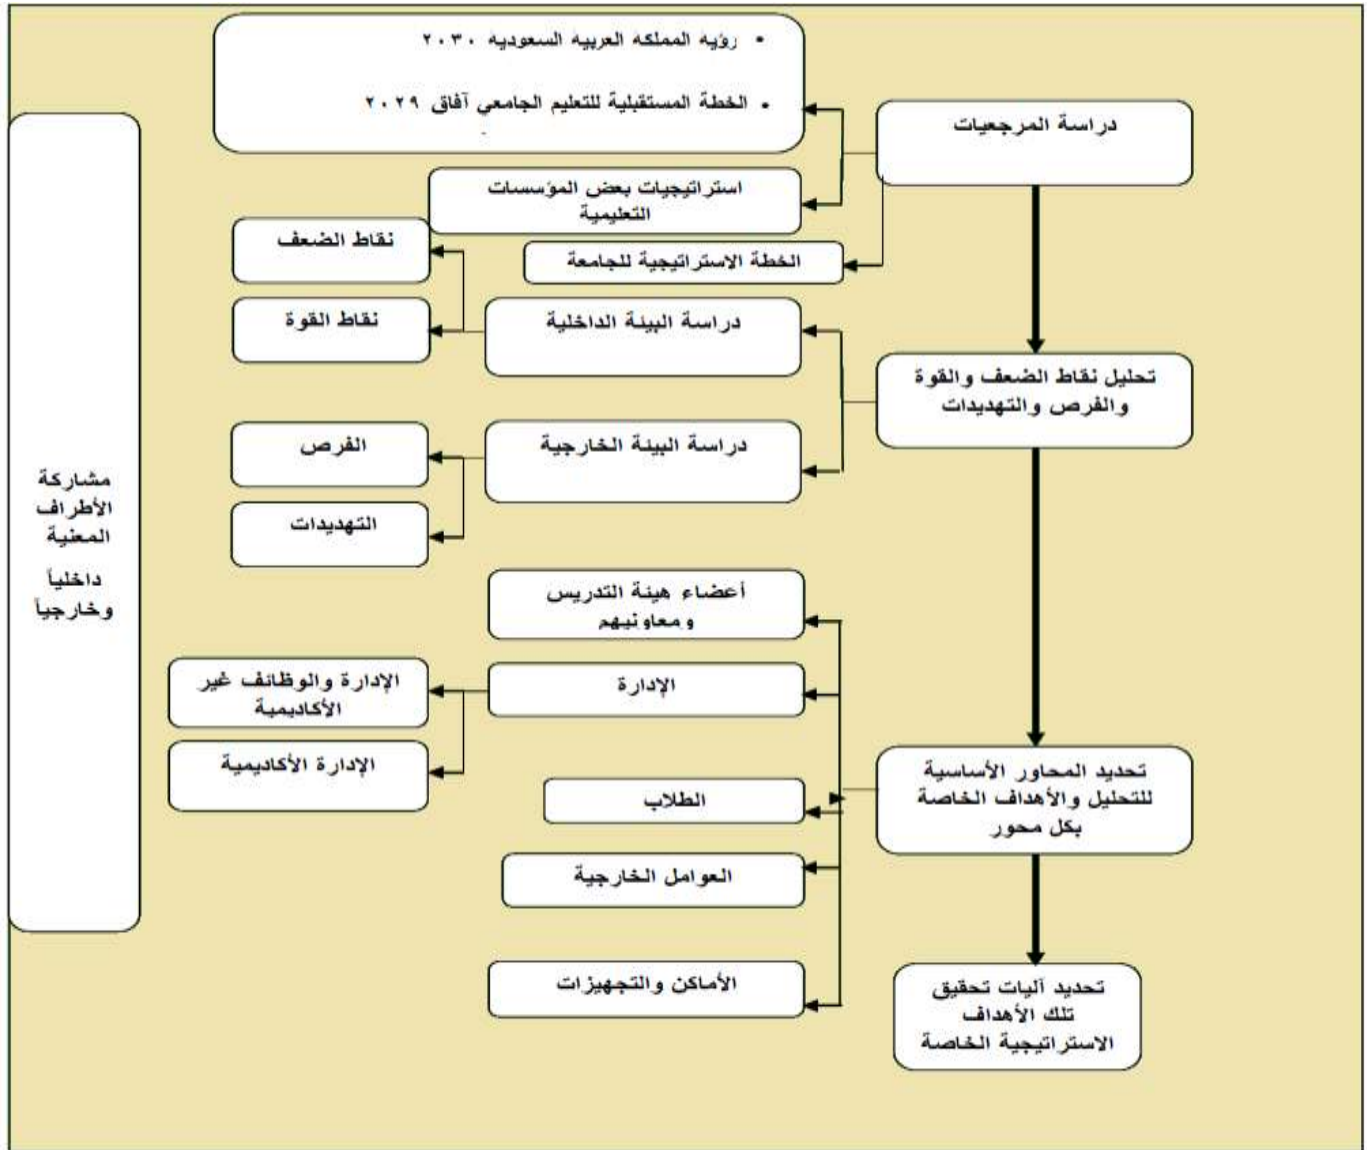 • رؤيه المملكه العربيه السعوديه ٢٠٣٠
• الخطة المستقبلية للتعليم الجامعي آفاق ٢٠٢٩
دراسة المرجعيات
استراتيجيات بعض المؤسسات
التعليمية
الخطة الاستراتيجية للجامعة
نقاط الضعف
نقاط القوة
دراسة البيئة الداخلية
تحليل نقاط الضعف والقوة
والفرص والتهديدات
دراسة البيئة الخارجية
الفرص
التهديدات
مشاركة
الأطراف
المعنية
داخلياً
وخارجياً
أعضاء هيئة التدريس
ومعاونيهم
الإدارة
الإدارة والوظائف غير
الأكاديمية
الإدارة الأكاديمية
تحديد المحاور الأساسية
للتحليل والأهداف الخاصة
بكل محور
الطلاب
العوامل الخارجية
الأماكن والتجهيزات
تحديد آليات تحقيق
تلك الأهداف
الاستراتيجية الخاصة